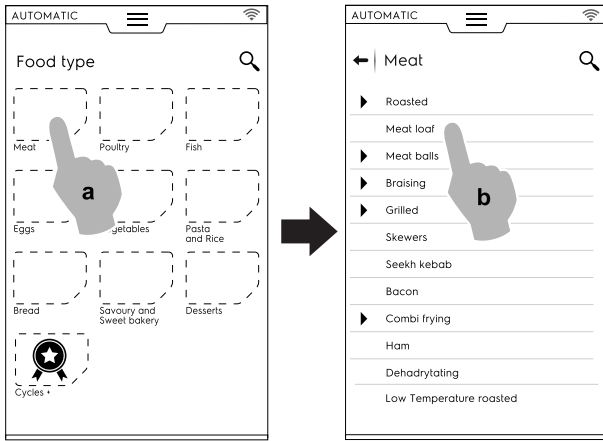 AUTOMATIC
Food type
Meat
Poultry
Fish
a
Eggs
getables
Pasta
and Rice
Bread
Savoury and
Sweet bakery
Desserts
Cycles +
AUTOMATIC
Meat
Roasted
Meat loaf
Meat balls
Braising
b
Grilled
Skewers
Seekh kebab
Bacon
Combi frying
Ham
Dehadrytating
Low Temperature roasted